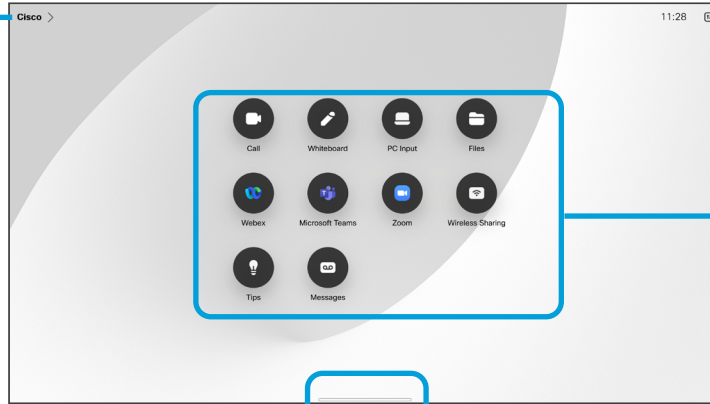 Cisco
11:28
Call Whiteboard PC Input Files
Webex Microsoft Teams Zoom Wireless Sharing
Tips Messages